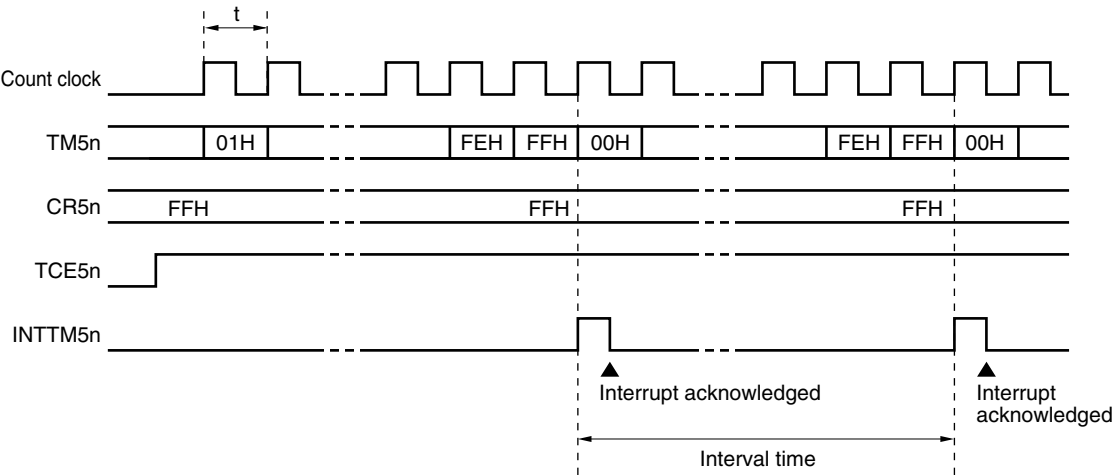 t
Count clock
TM5n 01H FEH FFH 00H FEH FFH 00H
CR5n FFH FFH FFH
TCE5n
INTTM5n
Interrupt acknowledged Interrupt
acknowledged
Interval time